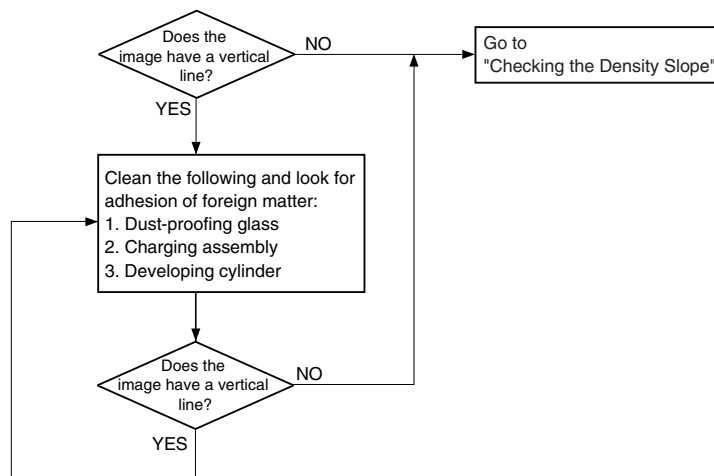 Does the
image have a vertical
line?
NO
Go to
"Checking the Density Slope"
YES
Clean the following and look for
adhesion of foreign matter:
1. Dust-proofing glass
2. Charging assembly
3. Developing cylinder
Does the
image have a vertical
line?
NO
YES